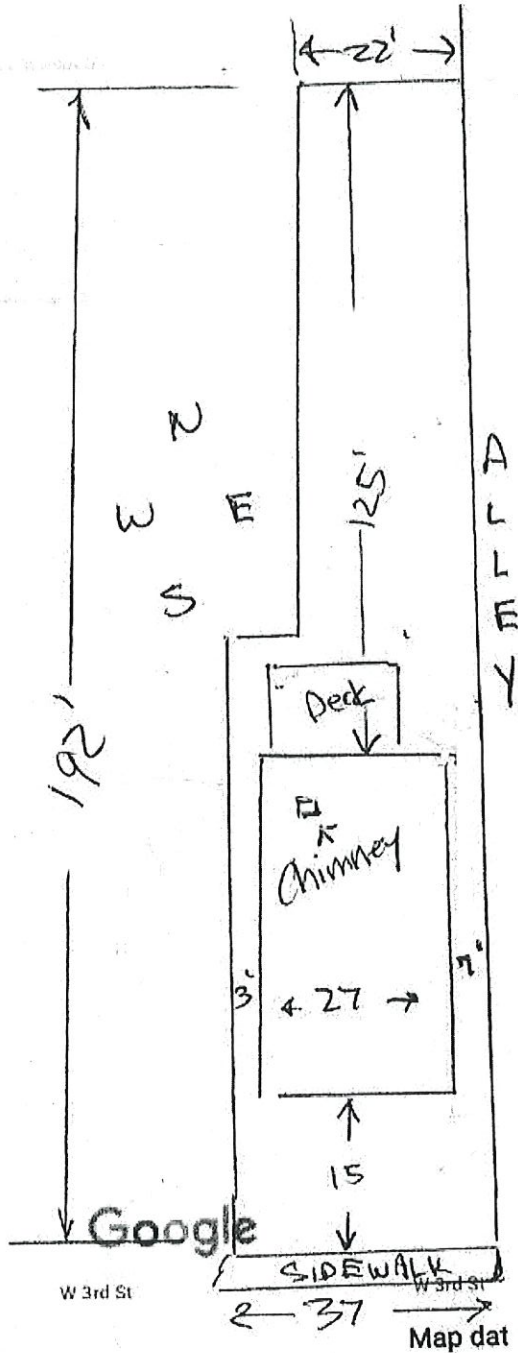 22'
N
W E
S
125'
A
L
L
E
Y
192'
Deck
Chimney
3' 27 7'
15
Google
SIDEWALK
W 3rd St W 3rd St
37
Map dat